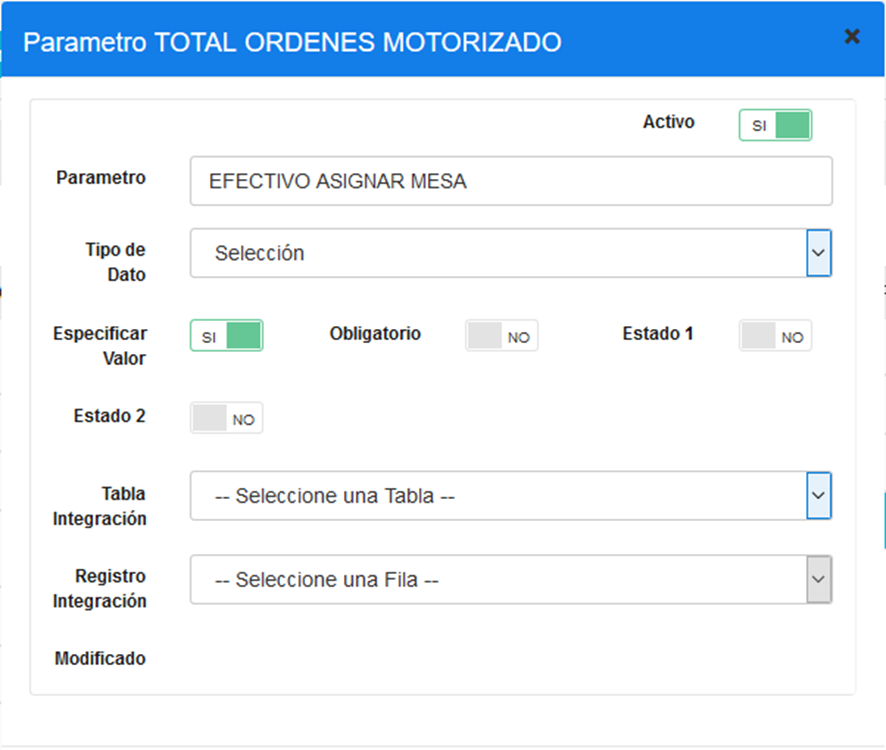 Parametro TOTAL ORDENES MOTORIZADO
Activo SI
Parametro EFECTIVO ASIGNAR MESA
Tipo de
Dato
Selección
Especificar
Valor
SI
Obligatorio NO
Estado 1 NO
Estado 2 NO
Tabla
Integración
-- Seleccione una Tabla --
Registro
Integración
-- Seleccione una Fila --
Modificado